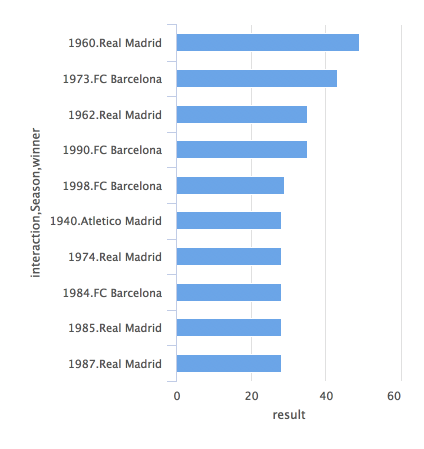 interaction,Season,winner
1960.Real Madrid
1973.FC Barcelona
1962.Real Madrid
1990.FC Barcelona
1998.FC Barcelona
1940.Atletico Madrid
1974.Real Madrid
1984.FC Barcelona
1985.Real Madrid
1987.Real Madrid
0 20 40 60
result